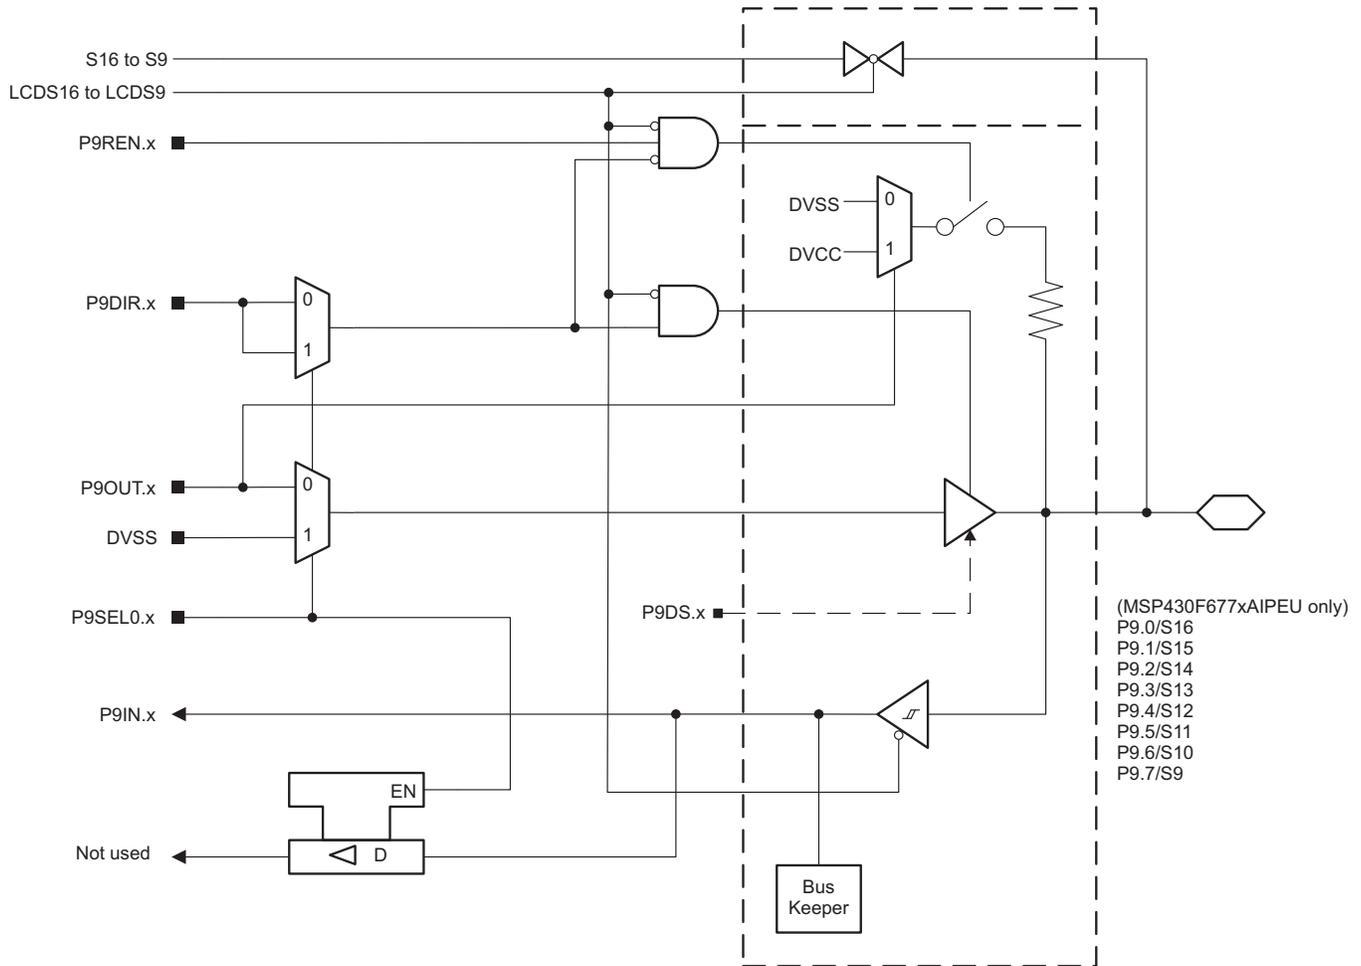 S16 to S9
LCDS16 to LCDS9
P9REN.x
DVSS
0
DVCC
1
P9DIR.x
0
1
P9OUT.x
0
DVSS
1
P9SEL0.x
P9DS.x
(MSP430F677xAIPEU only)
P9.0/S16
P9.1/S15
P9.2/S14
P9.3/S13
P9.4/S12
P9.5/S11
P9.6/S10
P9.7/S9
P9IN.x
EN
Not used
D
Bus
Keeper